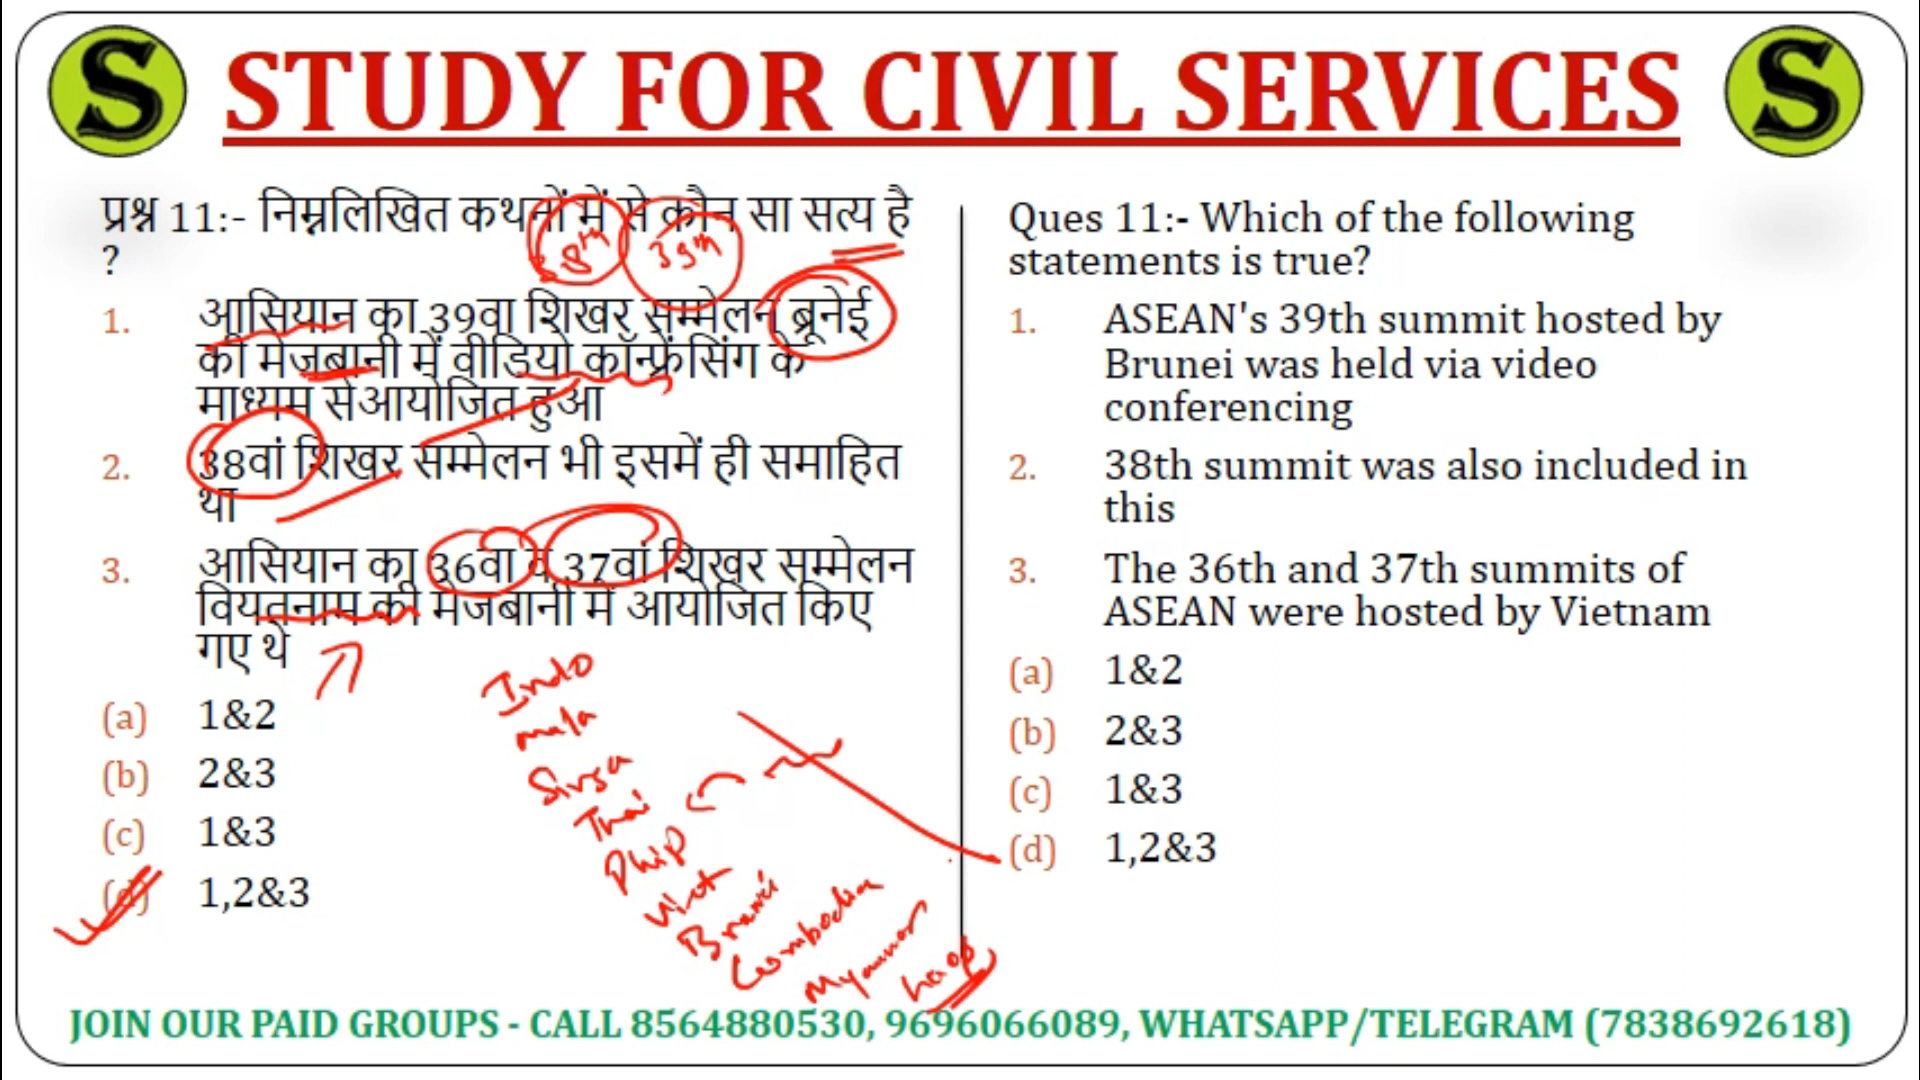 S
STUDY FOR CIVIL SERVICES
S
प्रश्न 11:- निम्नलिखित कथनों में से कौन सा सत्य है
?
38th 39th
1. आसियान का 39वा शिखर सम्मेलन ब्रूनेई
की मेजबानी में वीडियो कॉन्फ्रेंसिंग के
माध्यम सेआयोजित हुआ
2. 38वां शिखर सम्मेलन भी इसमें ही समाहित
था
3. आसियान का 36वा व 37वां शिखर सम्मेलन
वियतनाम की मेजबानी में आयोजित किए
गए थे
(a) 1&2
(b) 2&3
(c) 1&3
(d) 1,2&3
Indo
mala
Thai
Phip
Viet
Brunei
Combodia
Myanmar
Ques 11:- Which of the following
statements is true?
1. ASEAN's 39th summit hosted by
Brunei was held via video
conferencing
2. 38th summit was also included in
this
3. The 36th and 37th summits of
ASEAN were hosted by Vietnam
(a) 1&2
(b) 2&3
(c) 1&3
(d) 1,2&3
JOIN OUR PAID GROUPS - CALL 8564880530, 9696066089, WHATSAPP/TELEGRAM (7838692618)